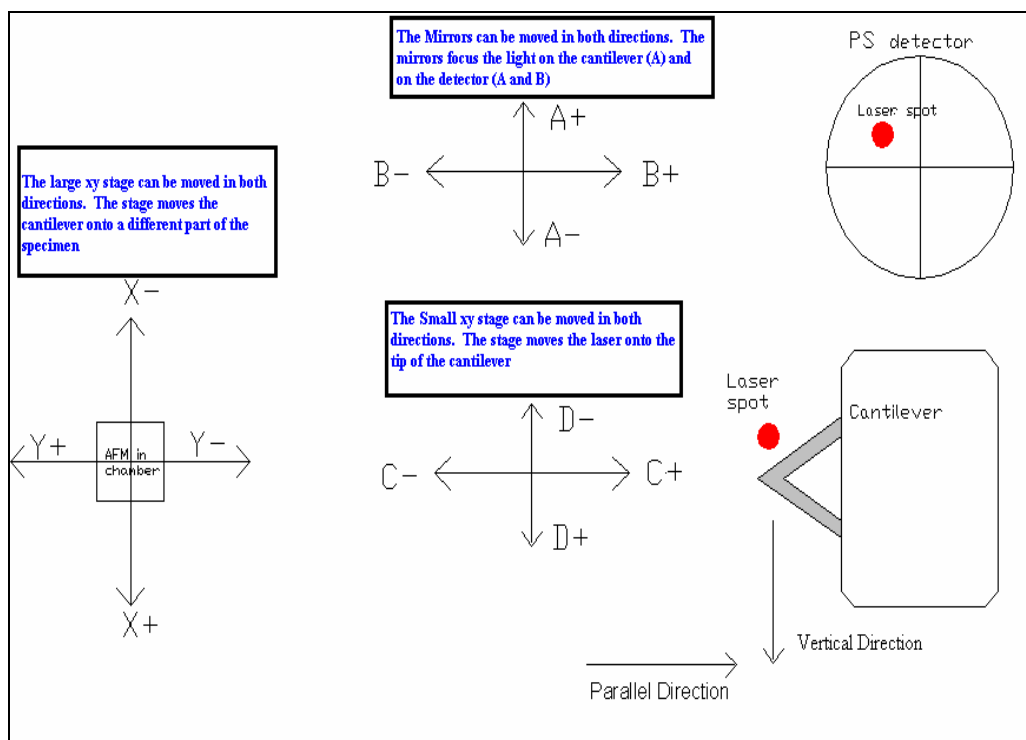 The Mirrors can be moved in both directions. The
mirrors focus the light on the cantilever (A) and
on the detector (A and B)
PS detector
Laser spot
A+
B-
B+
A-
The large xy stage can be moved in both
directions. The stage moves the
cantilever onto a different part of the
specimen
X-
Y+
Y-
AFM in
chamber
X+
The Small xy stage can be moved in both
directions. The stage moves the laser onto the
tip of the cantilever
D-
C-
C+
D+
Laser
spot
Cantilever
Vertical Direction
Parallel Direction